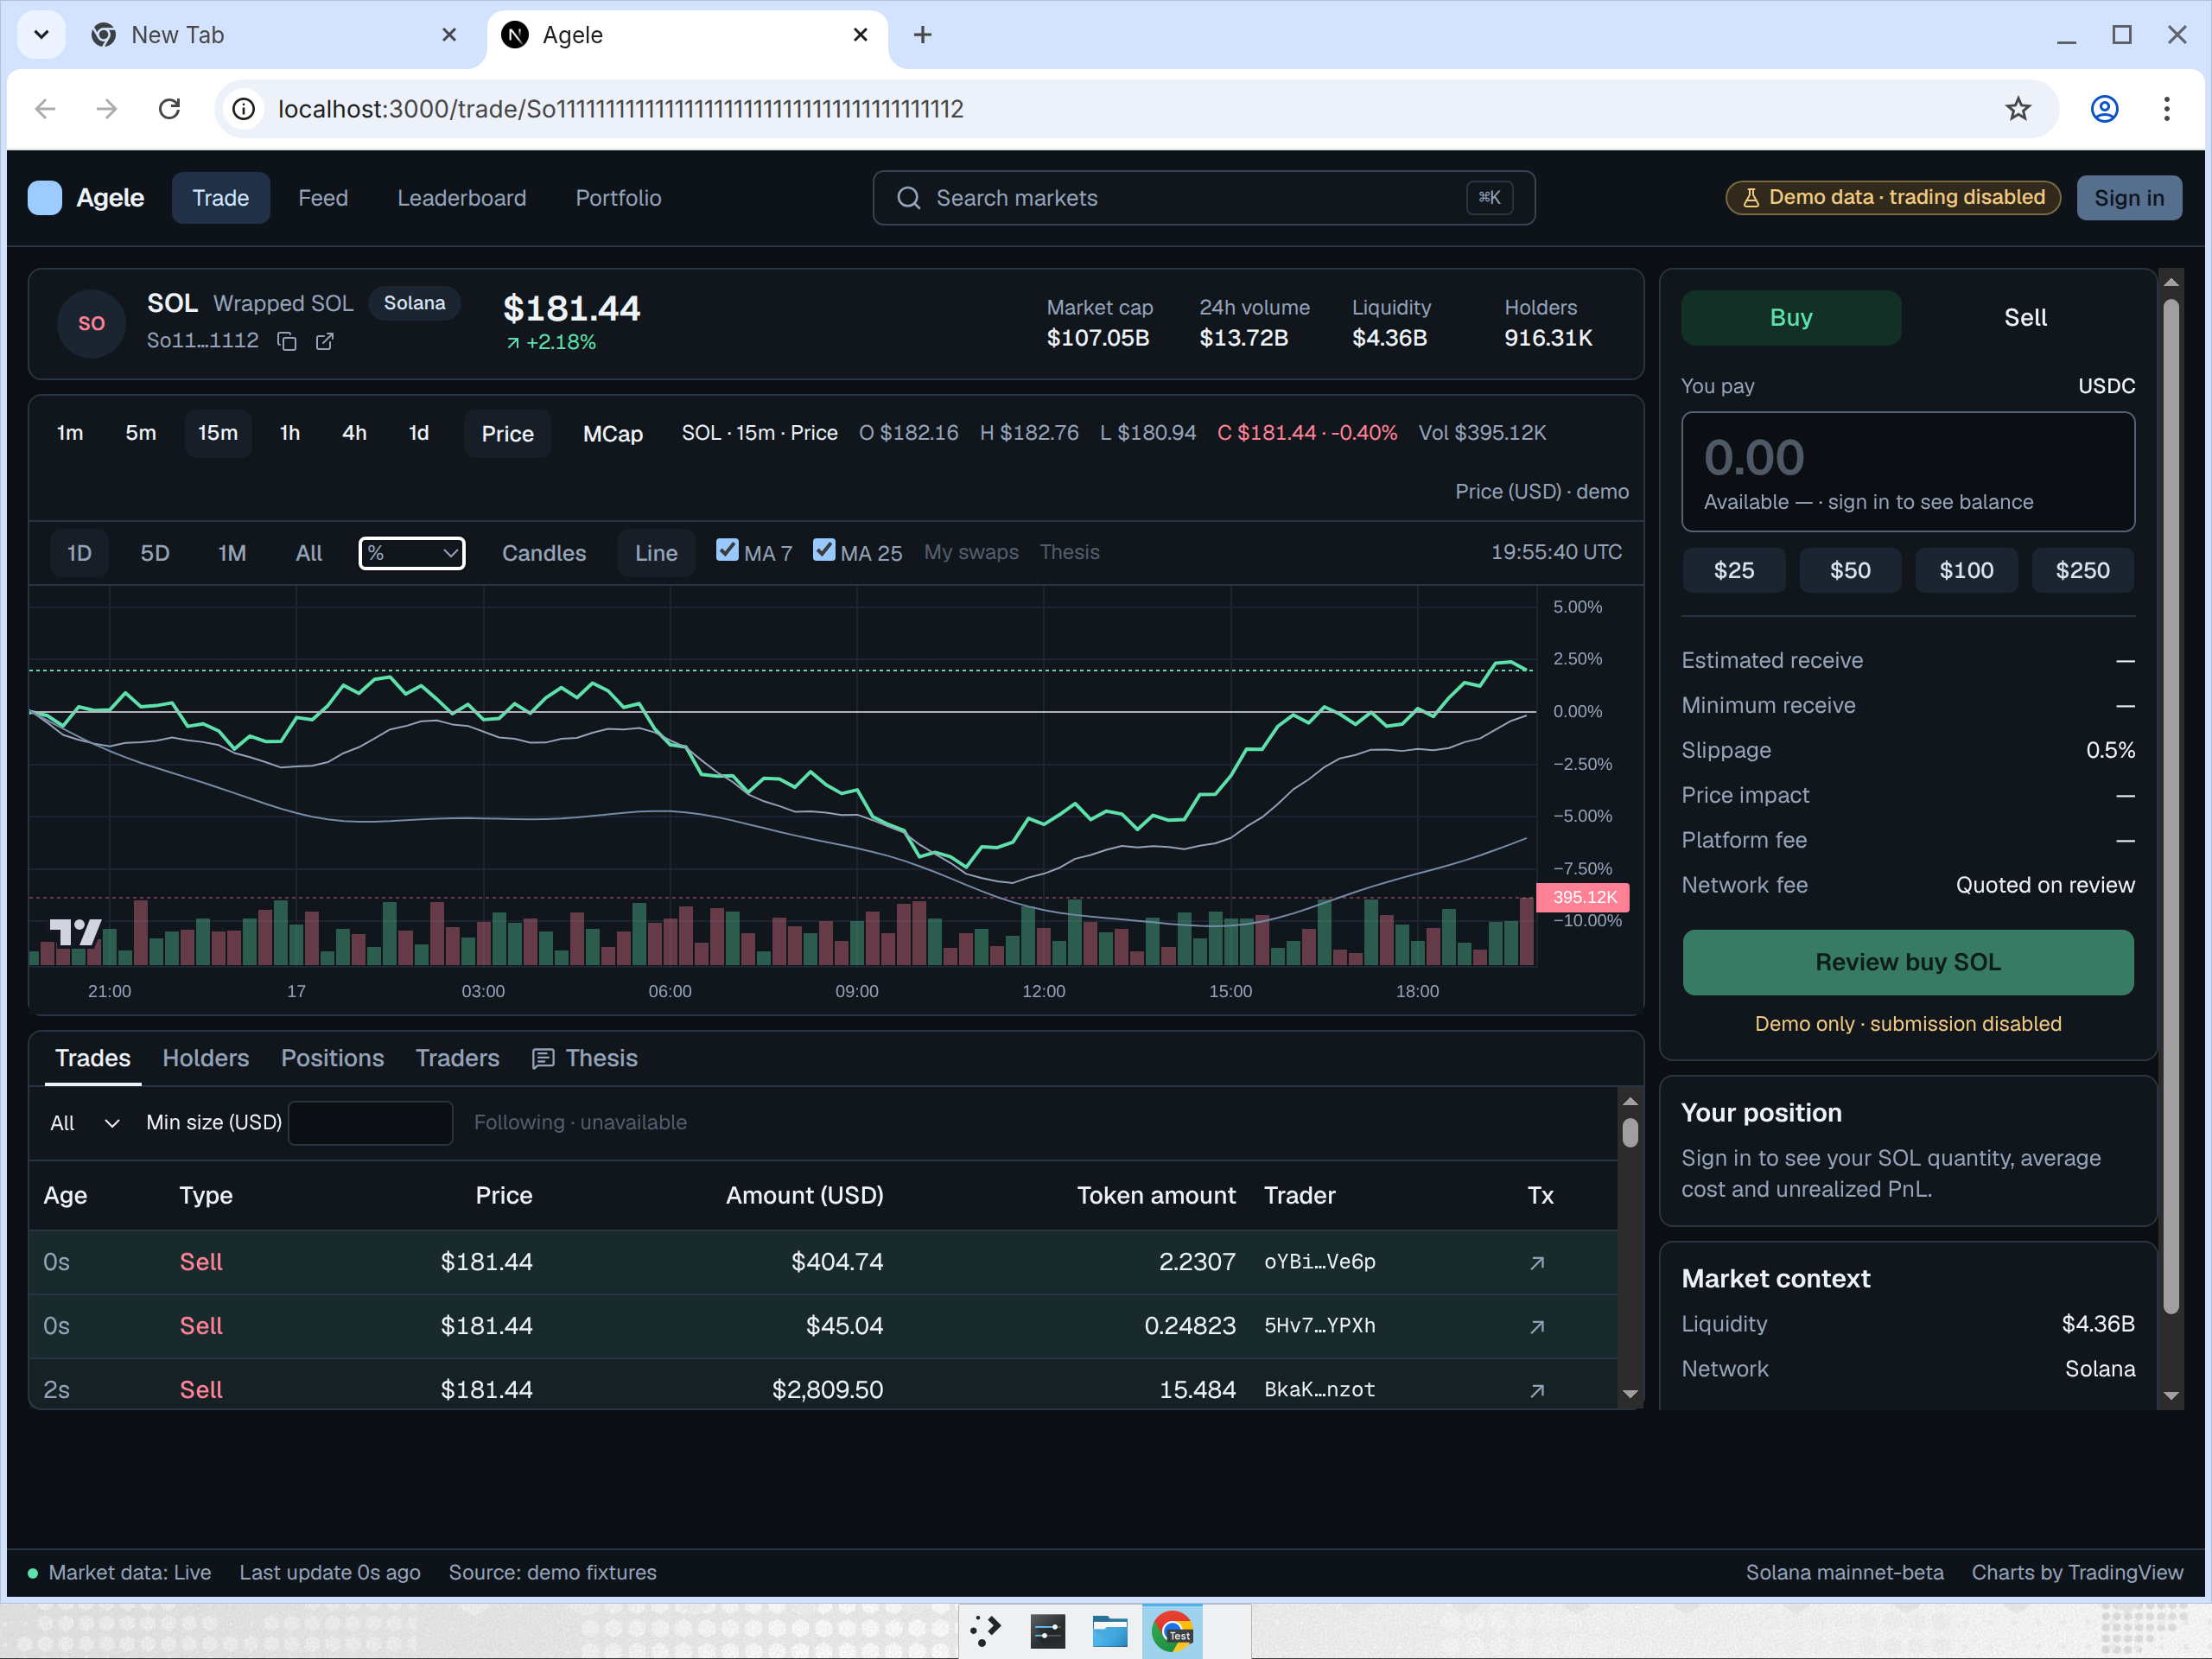 New Tab
Agele
localhost:3000/trade/So11111111111111111111111111111111111111112
Agele
Trade
Feed
Leaderboard
Portfolio
Search markets
⌘K
Demo data · trading disabled
Sign in
SO
SOL Wrapped SOL Solana
So11…1112
$181.44
+2.18%
Market cap
$107.05B
24h volume
$13.72B
Liquidity
$4.36B
Holders
916.31K
1m 5m 15m 1h 4h 1d Price MCap SOL · 15m · Price O $182.16 H $182.76 L $180.94 C $181.44 · -0.40% Vol $395.12K
Price (USD) · demo
1D 5D 1M All % Candles Line MA 7 MA 25 My swaps Thesis 19:55:40 UTC
5.00%
2.50%
0.00%
−2.50%
−5.00%
−7.50%
395.12K
−10.00%
21:00 17 03:00 06:00 09:00 12:00 15:00 18:00
Trades Holders Positions Traders Thesis
All Min size (USD) Following · unavailable
Age Type Price Amount (USD) Token amount Trader Tx
0s Sell $181.44 $404.74 2.2307 oYBi…Ve6p
0s Sell $181.44 $45.04 0.24823 5Hv7…YPXh
2s Sell $181.44 $2,809.50 15.484 BkaK…nzot
Buy Sell
You pay USDC
0.00
Available — · sign in to see balance
$25 $50 $100 $250
Estimated receive —
Minimum receive —
Slippage 0.5%
Price impact —
Platform fee —
Network fee Quoted on review
Review buy SOL
Demo only · submission disabled
Your position
Sign in to see your SOL quantity, average
cost and unrealized PnL.
Market context
Liquidity $4.36B
Network Solana
Market data: Live Last update 0s ago Source: demo fixtures
Solana mainnet-beta Charts by TradingView
Test